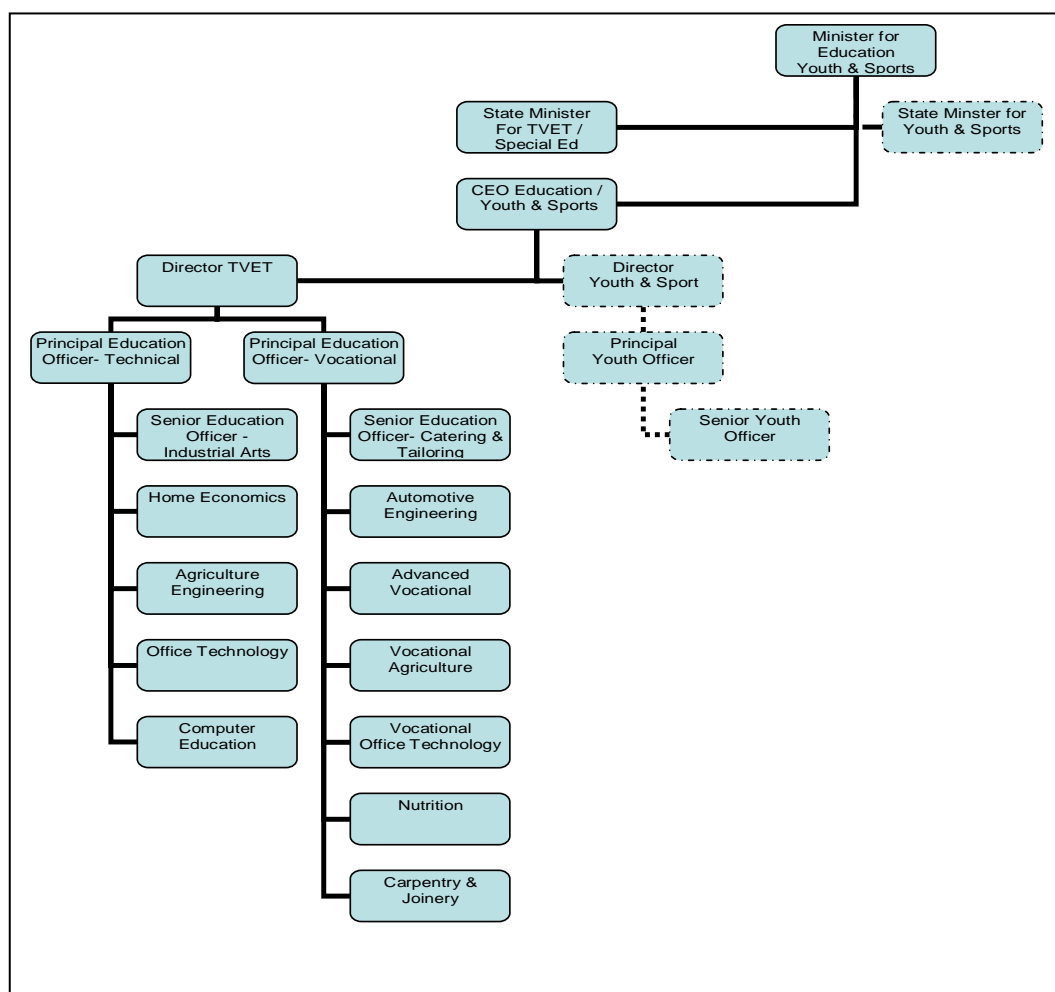 Minister for
Education
Youth & Sports
State Minister
For TVET /
Special Ed
State Minster for
Youth & Sports
CEO Education /
Youth & Sports
Director TVET
Director
Youth & Sport
Principal Education
Officer- Technical
Principal Education
Officer- Vocational
Principal
Youth Officer
Senior Education
Officer -
Industrial Arts
Senior Education
Officer- Catering &
Tailoring
Senior Youth
Officer
Home Economics
Automotive
Engineering
Agriculture
Engineering
Advanced
Vocational
Office Technology
Vocational
Agriculture
Computer
Education
Vocational
Office Technology
Nutrition
Carpentry &
Joinery